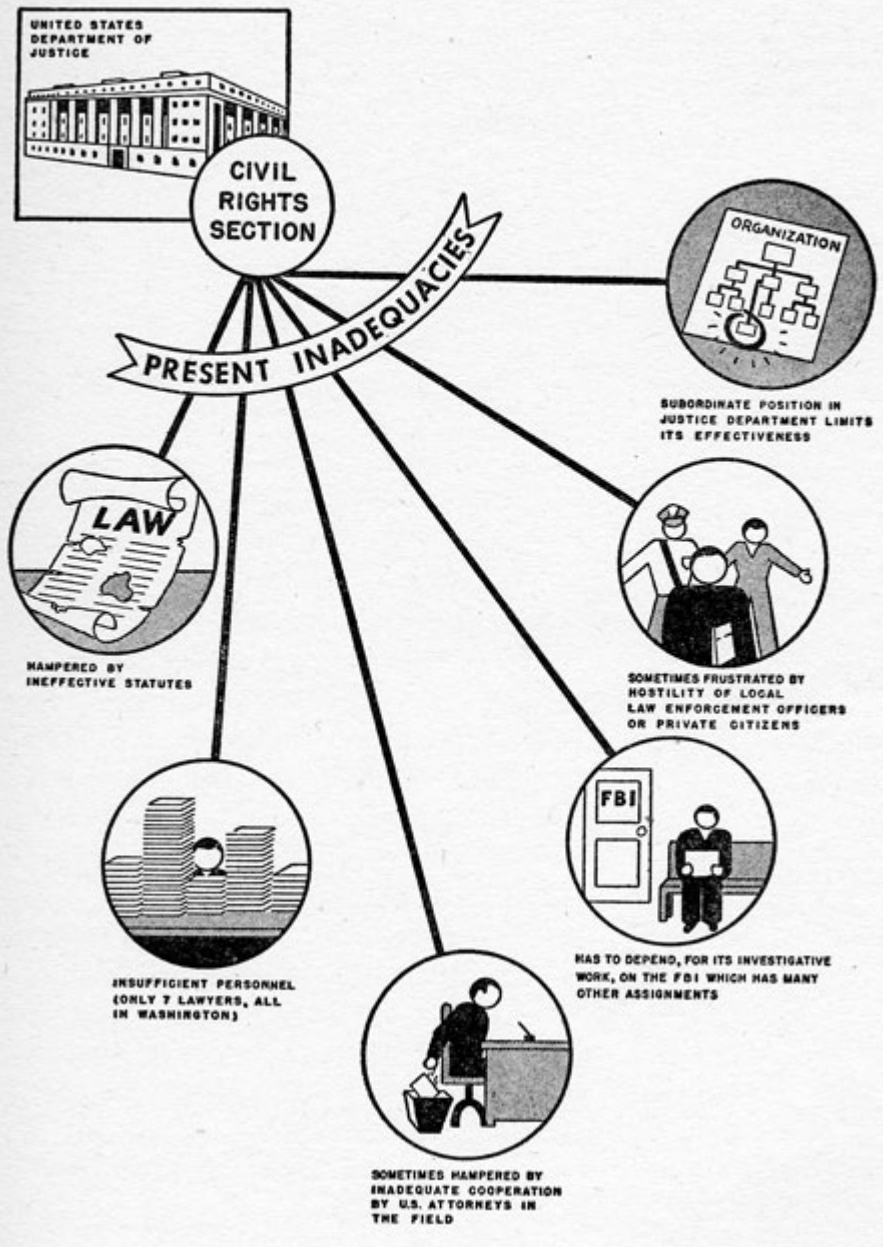 UNITED STATES
DEPARTMENT OF
JUSTICE
CIVIL
RIGHTS
SECTION
PRESENT INADEQUACIES
ORGANIZATION
SUBORDINATE POSITION IN
JUSTICE DEPARTMENT LIMITS
ITS EFFECTIVENESS
LAW
HAMPERED BY
INEFFECTIVE STATUTES
SOMETIMES FRUSTRATED BY
HOSTILITY OF LOCAL
LAW ENFORCEMENT OFFICERS
OR PRIVATE CITIZENS
FBI
HAS TO DEPEND, FOR ITS INVESTIGATIVE
WORK, ON THE FBI WHICH HAS MANY
OTHER ASSIGNMENTS
INSUFFICIENT PERSONNEL
(ONLY 7 LAWYERS, ALL
IN WASHINGTON)
SOMETIMES HAMPERED BY
INADEQUATE COOPERATION
BY U.S. ATTORNEYS IN
THE FIELD